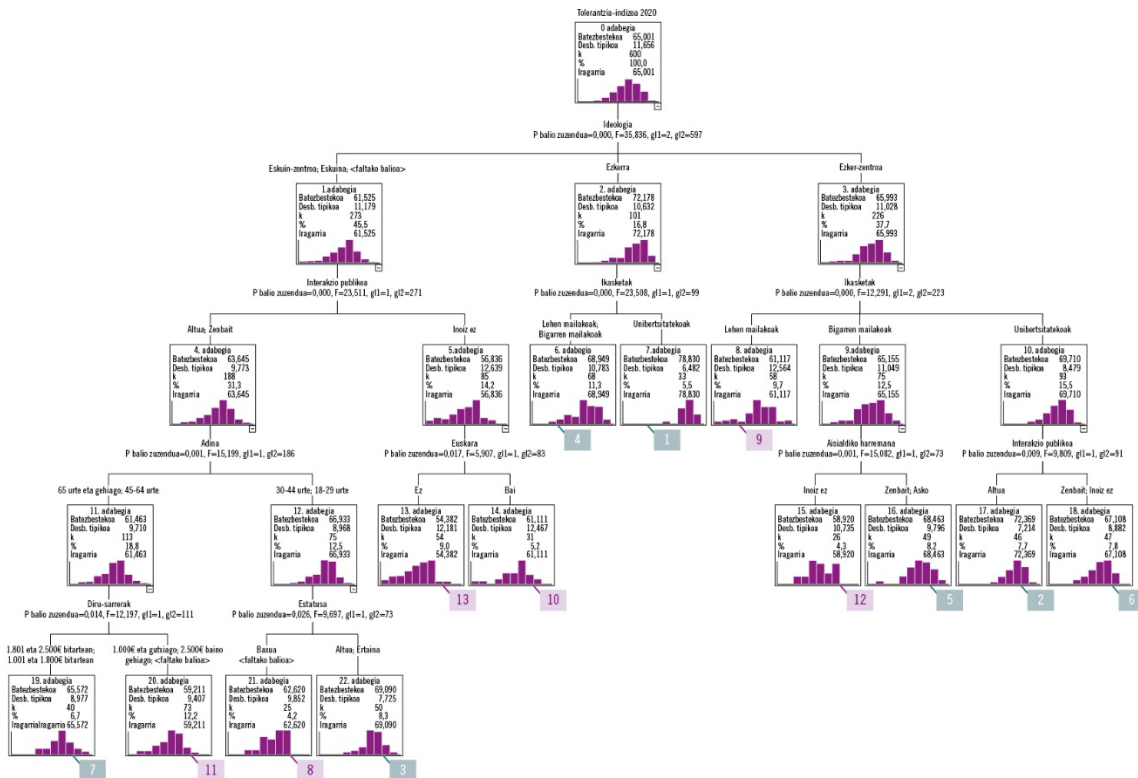 Tolerantzia-indizea 2020
0 adabegia
Batezbestekoa 65,001
Desb. tipikoa 11,656
k 600
% 100,0
Iragarria 65,001
Ideologia
P balio zuzendua=0,000, F=35,836, gl1=2, gl2=597
Eskuin-zentroa; Eskuina; <faltako balioa>
Ezkerra
Ezker-zentroa
1.adabegia
Batezbestekoa 61,525
Desb. tipikoa 11,179
k 273
% 45,5
Iragarria 61,525
2. adabegia
Batezbestekoa 72,178
Desb. tipikoa 10,632
k 101
% 16,8
Iragarria 72,178
3. adabegia
Batezbestekoa 65,993
Desb. tipikoa 11,028
k 226
% 37,7
Iragarria 65,993
Interakzio publikoa
P balio zuzendua=0,000, F=23,511, gl1=1, gl2=271
Ikasketak
P balio zuzendua=0,000, F=23,508, gl1=1, gl2=99
Ikasketak
P balio zuzendua=0,000, F=12,291, gl1=2, gl2=223
Altua; Zenbait
Inoiz ez
Lehen mailakoak;
Bigarren mailakoak
Unibertsitatekoak
Lehen mailakoak
Bigarren mailakoak
Unibertsitatekoak
4. adabegia
Batezbestekoa 63,645
Desb. tipikoa 9,773
k 188
% 31,3
Iragarria 63,645
5.adabegia
Batezbestekoa 56,836
Desb. tipikoa 12,639
k 85
% 14,2
Iragarria 56,836
6. adabegia
Batezbestekoa 68,949
Desb. tipikoa 10,783
k 68
% 11,3
Iragarria 68,949
4
7.adabegia
Batezbestekoa 78,830
Desb. tipikoa 6,482
k 33
% 5,5
Iragarria 78,830
1
8. adabegia
Batezbestekoa 61,117
Desb. tipikoa 12,564
k 58
% 9,7
Iragarria 61,117
9
9.adabegia
Batezbestekoa 65,155
Desb. tipikoa 11,049
k 75
% 12,5
Iragarria 65,155
10. adabegia
Batezbestekoa 69,710
Desb. tipikoa 8,479
k 93
% 15,5
Iragarria 69,710
Adina
P balio zuzendua=0,001, F=15,199, gl1=1, gl2=186
Euskara
P balio zuzendua=0,017, F=5,907, gl1=1, gl2=83
Aisialdiko harremana
P balio zuzendua=0,001, F=15,082, gl1=1, gl2=73
Interakzio publikoa
P balio zuzendua=0,009, F=9,809, gl1=1, gl2=91
65 urte eta gehiago; 45-64 urte
30-44 urte; 18-29 urte
Ez
Bai
Inoiz ez
Zenbait; Asko
Altua
Zenbait; Inoiz ez
11. adabegia
Batezbestekoa 61,463
Desb. tipikoa 9,710
k 113
% 18,8
Iragarria 61,463
12. adabegia
Batezbestekoa 66,933
Desb. tipikoa 8,968
k 75
% 12,5
Iragarria 66,933
13. adabegia
Batezbestekoa 54,382
Desb. tipikoa 12,181
k 54
% 9,0
Iragarria 54,382
13
14. adabegia
Batezbestekoa 61,111
Desb. tipikoa 12,467
k 31
% 5,2
Iragarria 61,111
10
15. adabegia
Batezbestekoa 58,920
Desb. tipikoa 10,735
k 26
% 4,3
Iragarria 58,920
12
16. adabegia
Batezbestekoa 68,463
Desb. tipikoa 9,796
k 49
% 8,2
Iragarria 68,463
5
17. adabegia
Batezbestekoa 72,369
Desb. tipikoa 7,214
k 46
% 7,7
Iragarria 72,369
2
18. adabegia
Batezbestekoa 67,108
Desb. tipikoa 8,882
k 47
% 7,8
Iragarria 67,108
6
Diru-sarrerak
P balio zuzendua=0,014, F=12,197, gl1=1, gl2=111
Estatusa
P balio zuzendua=0,026, F=9,697, gl1=1, gl2=73
1.801 eta 2.500€ bitartean;
1.001 eta 1.800€ bitartean
1.000€ eta gutxiago; 2.500€ baino
gehiago; <faltako balioa>
Baxua
<faltako balioa>
Altua; Ertaina
19. adabegia
Batezbestekoa 65,572
Desb. tipikoa 8,977
k 40
% 6,7
IragarriaIragarria 65,572
7
20. adabegia
Batezbestekoa 59,211
Desb. tipikoa 9,407
k 73
% 12,2
Iragarria 59,211
11
21. adabegia
Batezbestekoa 62,620
Desb. tipikoa 9,852
k 25
% 4,2
Iragarria 62,620
8
22. adabegia
Batezbestekoa 69,090
Desb. tipikoa 7,725
k 50
% 8,3
Iragarria 69,090
3